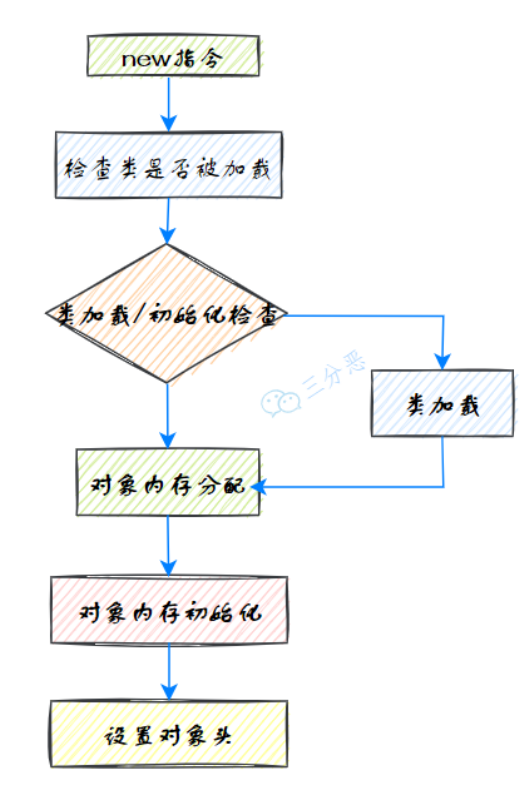 new指令
检查类是否被加载
类加载/初始化检查
三分恶
类加载
对象内存分配
对象内存初始化
设置对象头